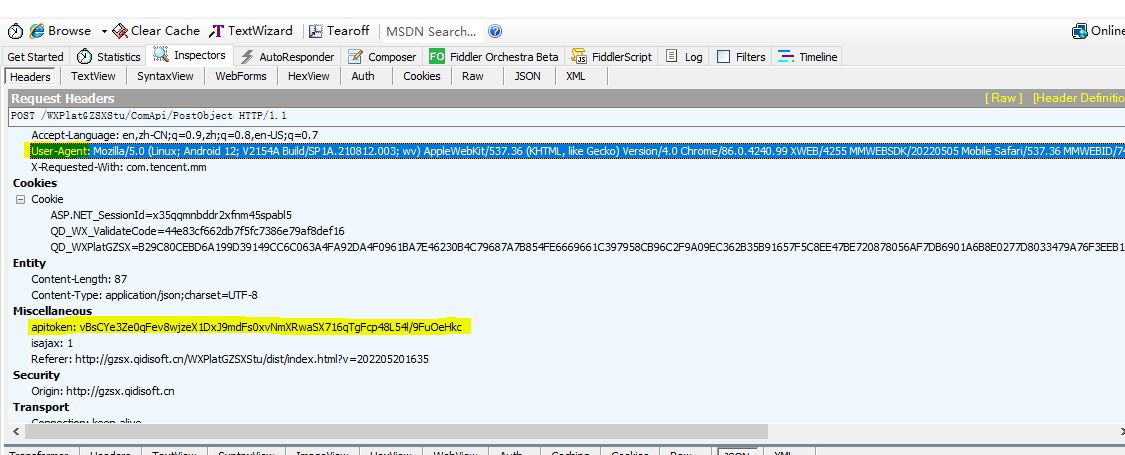 Browse Clear Cache TextWizard Tearoff MSDN Search... Online
Get Started Statistics Inspectors AutoResponder Composer FO Fiddler Orchestra Beta FiddlerScript Log Filters Timeline
Headers TextView SyntaxView WebForms HexView Auth Cookies Raw JSON XML
Request Headers [ Raw ] [Header Definitio
POST /WXPlatGZSXStu/ComApi/PostObject HTTP/1.1
Accept-Language: en,zh-CN;q=0.9,zh;q=0.8,en-US;q=0.7
User-Agent: Mozilla/5.0 (Linux; Android 12; V2154A Build/SP1A.210812.003; wv) AppleWebKit/537.36 (KHTML, like Gecko) Version/4.0 Chrome/86.0.4240.99 XWEB/4255 MMWEBSDK/20220505 Mobile Safari/537.36 MMWEBID/74
X-Requested-With: com.tencent.mm
Cookies
Cookie
ASP.NET_SessionId=x35qqmnbddr2xfnm45spabl5
QD_WX_ValidateCode=44e83cf662db7f5fc7386e79af8def16
QD_WXPlatGZSX=B29C80CEBD6A199D39149CC6C063A4FA92DA4F0961BA7E46230B4C79687A7B854FE6669661C397958CB96C2F9A09EC362B35B91657F5C8EE47BE720878056AF7DB6901A6B8E0277D8033479A76F3EEB1
Entity
Content-Length: 87
Content-Type: application/json;charset=UTF-8
Miscellaneous
apitoken: vBsCYe3Ze0qFev8wjzeX1DxJ9mdFs0xvNmXRwaSX716qTgFcp48L54l/9FuOeHkc
isajax: 1
Referer: http://gzsx.qidisoft.cn/WXPlatGZSXStu/dist/index.html?v=202205201635
Security
Origin: http://gzsx.qidisoft.cn
Transport
Connection: keep-alive
Transformer Headers TextView SyntaxView ImageView HexView WebView Auth Caching Cookies Raw JSON XML